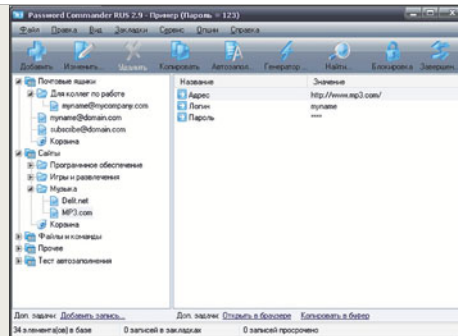 Password Commander RUS 2.9 - Пример (Пароль = 123)
Файл Правка Вид Закладки Сервис Опции Справка
Добавить Изменить... Удалить Копировать Автозапол... Генератор... Найти... Блокировка Завершен...
Название Значение
Почтовые ящики
Для коллег по работе
myname@mycompany.com
myname@domain.com
subscribe@domain.com
Корзина
Сайты
Программное обеспечение
Игры и развлечения
Музыка
Delit.net
MP3.com
Корзина
Файлы и команды
Прочее
Тест автозаполнения
Адрес http://www.mp3.com/
Логин myname
Пароль ****
Доп. задачи: Добавить запись... Доп. задачи: Открыть в браузере Копировать в буфер
34 элемента(ов) в базе 0 записей в закладках 0 записей просрочено